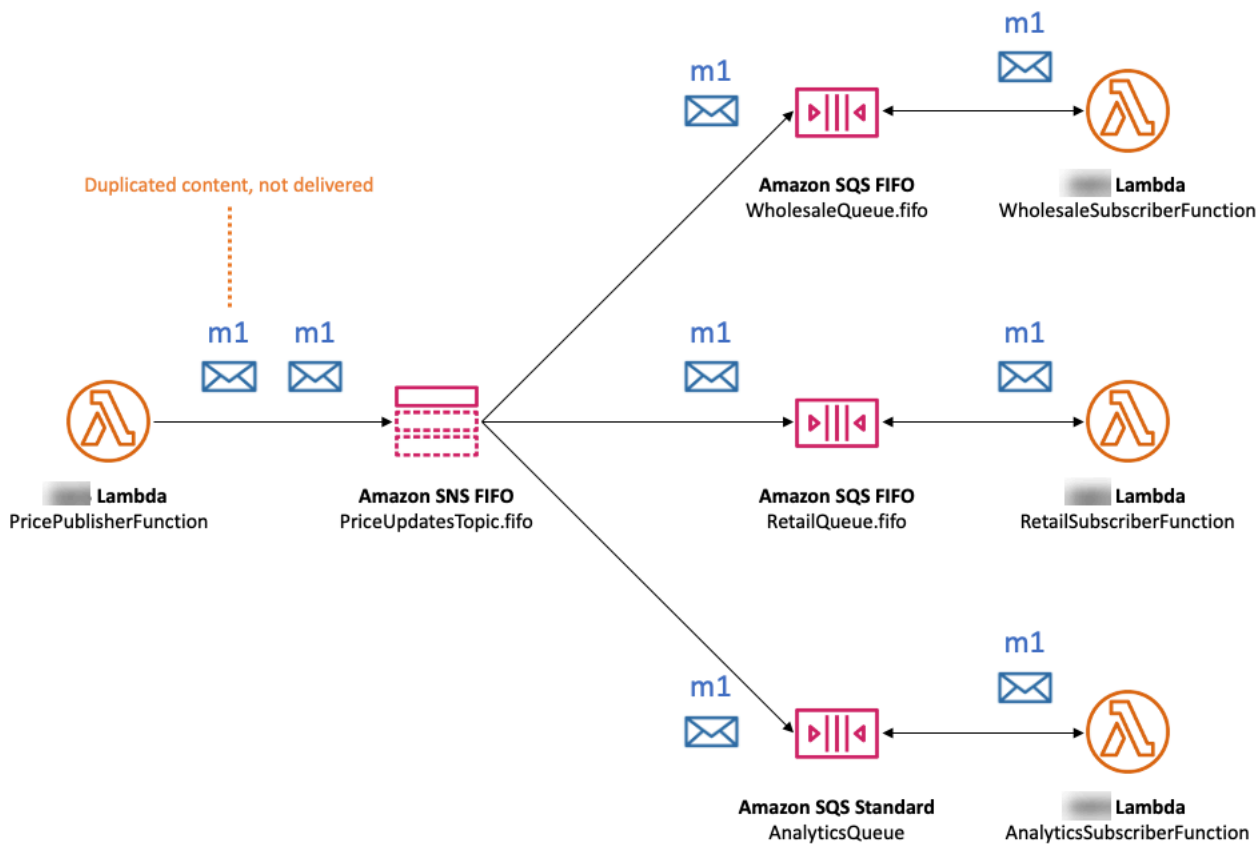 m1
m1
Amazon SQS FIFO
WholesaleQueue.fifo
Lambda
WholesaleSubscriberFunction
Duplicated content, not delivered
m1
m1
m1
m1
Lambda
PricePublisherFunction
Amazon SNS FIFO
PriceUpdatesTopic.fifo
Amazon SQS FIFO
RetailQueue.fifo
Lambda
RetailSubscriberFunction
m1
m1
Amazon SQS Standard
AnalyticsQueue
Lambda
AnalyticsSubscriberFunction